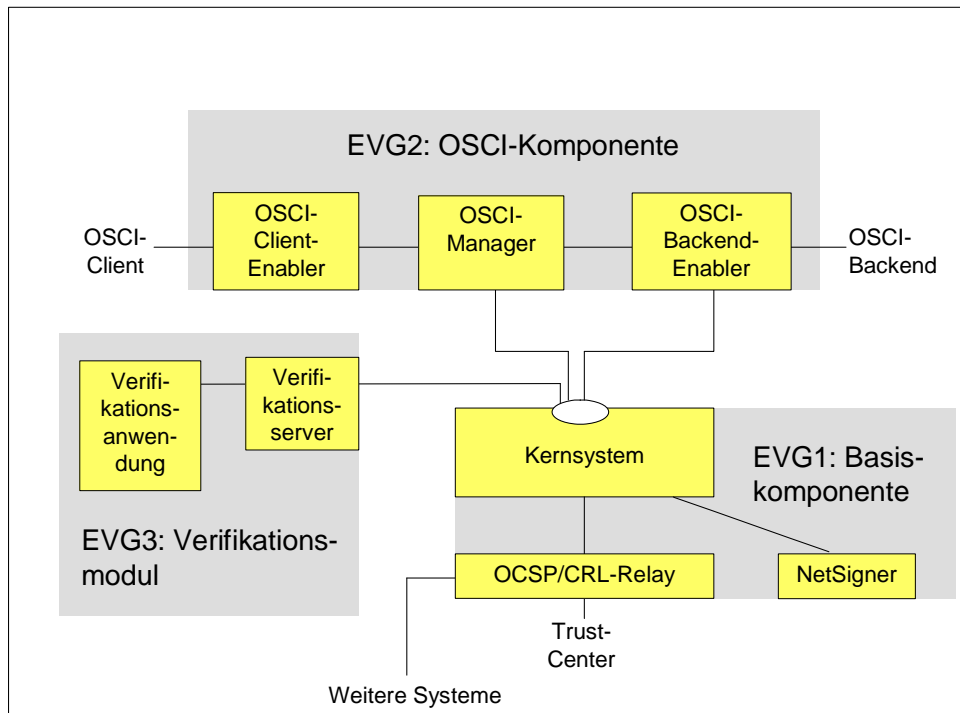 EVG2: OSCI-Komponente
OSCI-
Client
OSCI-
Client-
Enabler
OSCI-
Manager
OSCI-
Backend-
Enabler
OSCI-
Backend
Verifi-
kations-
anwen-
dung
Verifi-
kations-
server
EVG3: Verifikations-
modul
Kernsystem
EVG1: Basis-
komponente
OCSP/CRL-Relay
NetSigner
Trust-
Center
Weitere Systeme